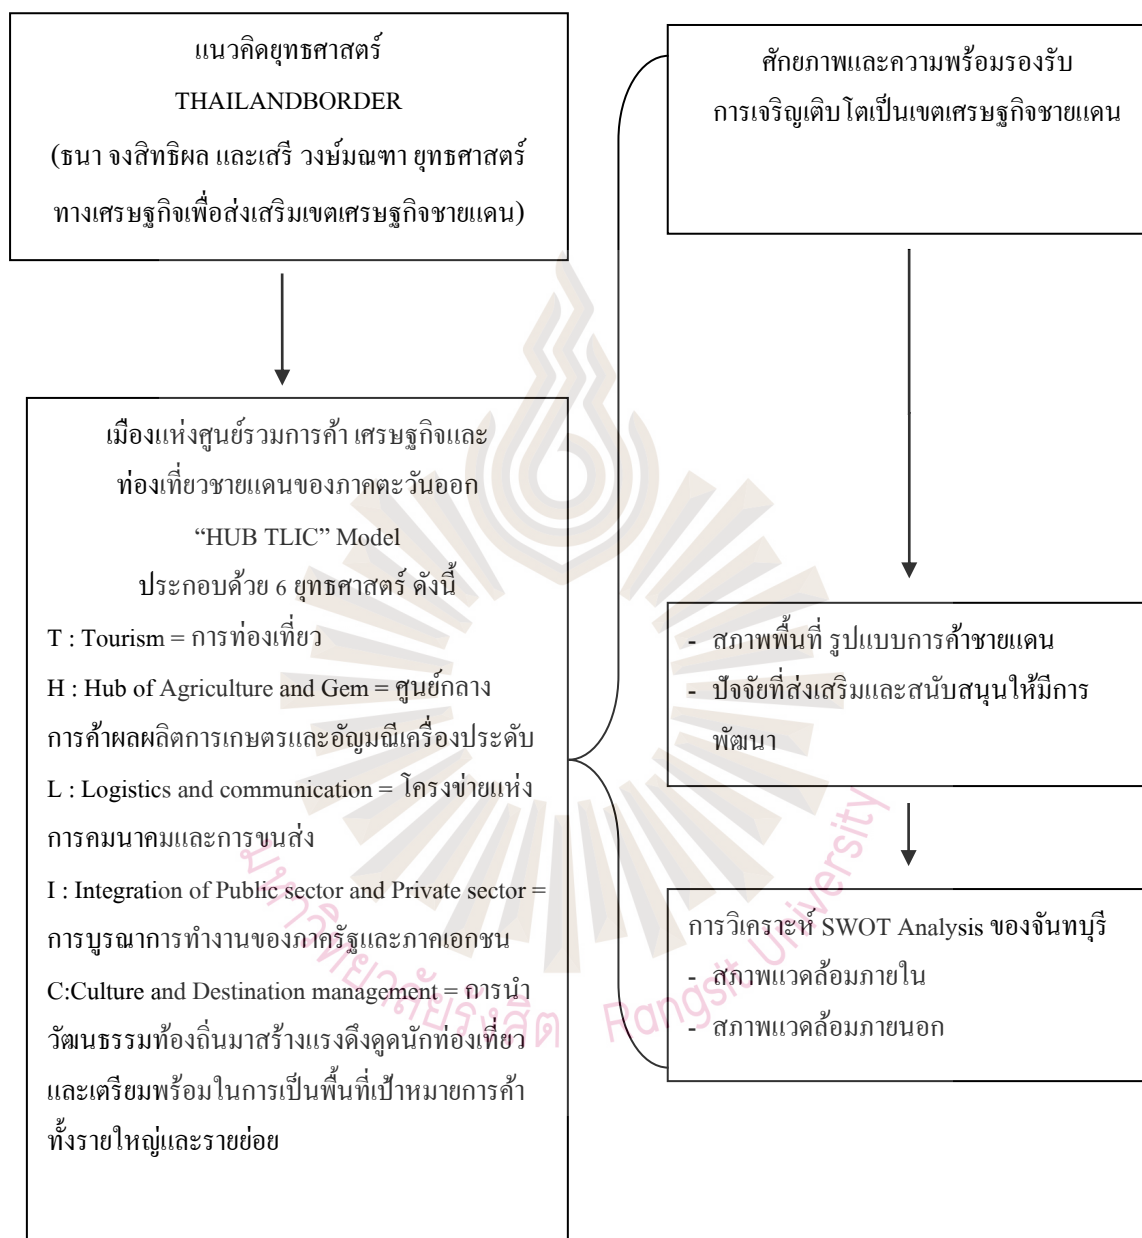 แนวคิดยุทธศาสตร์
THAILANDBORDER
(ธนา จงสิทธิผล และเสรี วงษ์มณฑา ยุทธศาสตร์
ทางเศรษฐกิจเพื่อส่งเสริมเขตเศรษฐกิจชายแดน)
เมืองแห่งศูนย์รวมการค้า เศรษฐกิจและ
ท่องเที่ยวชายแดนของภาคตะวันออก
“HUB TLIC” Model
ประกอบด้วย 6 ยุทธศาสตร์ ดังนี้
T : Tourism = การท่องเที่ยว
H : Hub of Agriculture and Gem = ศูนย์กลาง
การค้าผลผลิตการเกษตรและอัญมณีเครื่องประดับ
L : Logistics and communication = โครงข่ายแห่ง
การคมนาคมและการขนส่ง
I : Integration of Public sector and Private sector =
การบูรณาการทำงานของภาครัฐและภาคเอกชน
C:Culture and Destination management = การนำ
วัฒนธรรมท้องถิ่นมาสร้างแรงดึงดูดนักท่องเที่ยว
และเตรียมพร้อมในการเป็นพื้นที่เป้าหมายการค้า
ทั้งรายใหญ่และรายย่อย
ศักยภาพและความพร้อมรองรับ
การเจริญเติบโตเป็นเขตเศรษฐกิจชายแดน
- สภาพพื้นที่ รูปแบบการค้าชายแดน
- ปัจจัยที่ส่งเสริมและสนับสนุนให้มีการ
พัฒนา
การวิเคราะห์ SWOT Analysis ของจันทบุรี
- สภาพแวดล้อมภายใน
- สภาพแวดล้อมภายนอก
มหาวิทยาลัยรังสิต Rangsit University